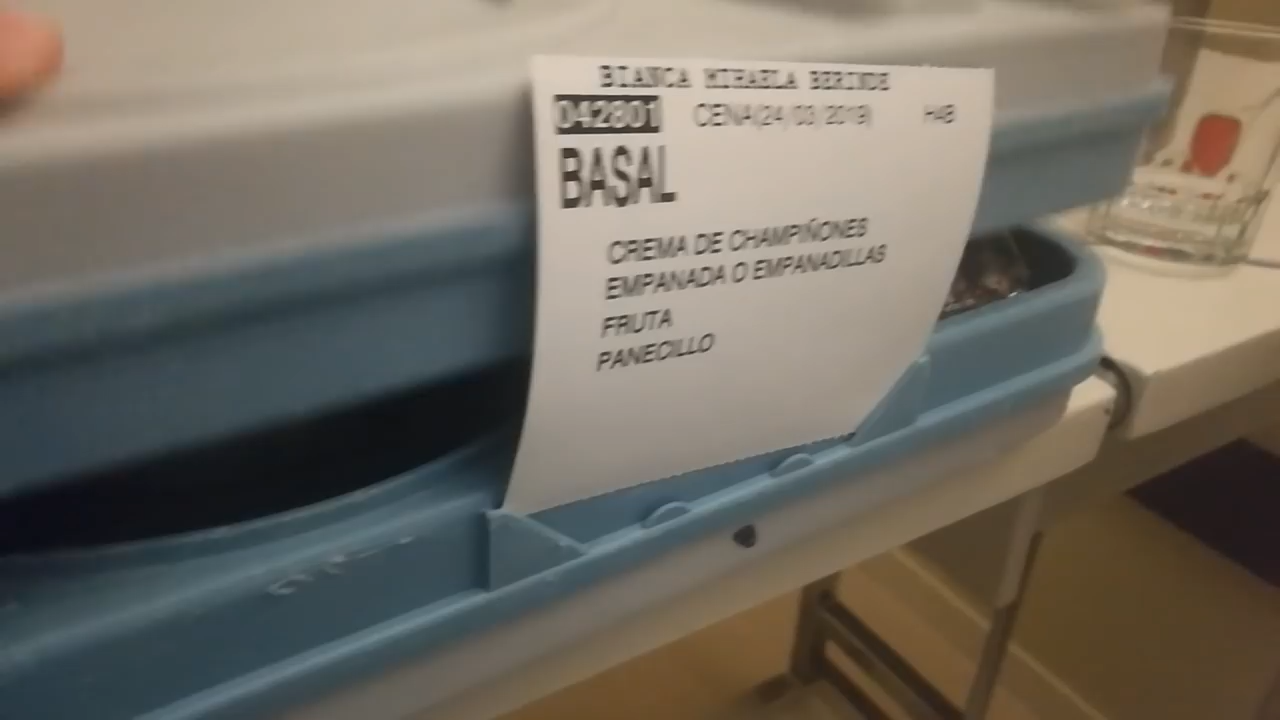 BIANCA MIHAELA BERINDE
042801 CENA(24/03/2019) HAB
BASAL
CREMA DE CHAMPIÑONES
EMPANADA O EMPANADILLAS
FRUTA
PANECILLO